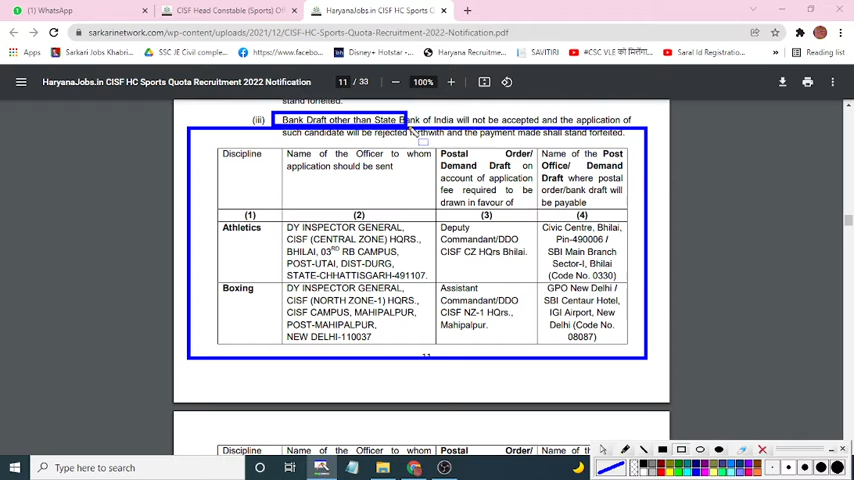 (1) WhatsApp
CISF Head Constable (Sports) Of
HaryanaJobs.in CISF HC Sports Q
sarkarinetwork.com/wp-content/uploads/2021/12/CISF-HC-Sports-Quota-Recruitment-2022-Notification.pdf
Sarkari Jobs Khabri...
SSC JE Civil comple...
https://www.faceboo...
Disney+ Hotstar -...
Haryana Recruitme...
SAVITIRI
#CSC VLE को मिलेगा...
Saral Id Registratio...
Reading list
HaryanaJobs.in CISF HC Sports Quota Recruitment 2022 Notification
11 / 33
100%
stand forfeited.
(iii) Bank Draft other than State Bank of India will not be accepted and the application of
such candidate will be rejected forthwith and the payment made shall stand forfeited.
Discipline
Name of the Officer to whom
application should be sent
Postal Order/
Demand Draft on
account of application
fee required to be
drawn in favour of
Name of the Post
Office/ Demand
Draft where postal
order/bank draft will
be payable
(1) (2) (3) (4)
Athletics
DY INSPECTOR GENERAL,
CISF (CENTRAL ZONE) HQRS.,
BHILAI, 03RD RB CAMPUS,
POST-UTAI, DIST-DURG,
STATE-CHHATTISGARH-491107.
Deputy
Commandant/DDO
CISF CZ HQrs Bhilai.
Civic Centre, Bhilai,
Pin-490006 /
SBI Main Branch
Sector-I, Bhilai
(Code No. 0330)
Boxing
DY INSPECTOR GENERAL,
CISF (NORTH ZONE-1) HQRS.,
CISF CAMPUS, MAHIPALPUR,
POST-MAHIPALPUR,
NEW DELHI-110037
Assistant
Commandant/DDO
CISF NZ-1 HQrs.,
Mahipalpur.
GPO New Delhi /
SBI Centaur Hotel,
IGI Airport, New
Delhi (Code No.
08087)
11
Discipline
Name of the Officer to whom
Postal Order/
Name of the
Type here to search